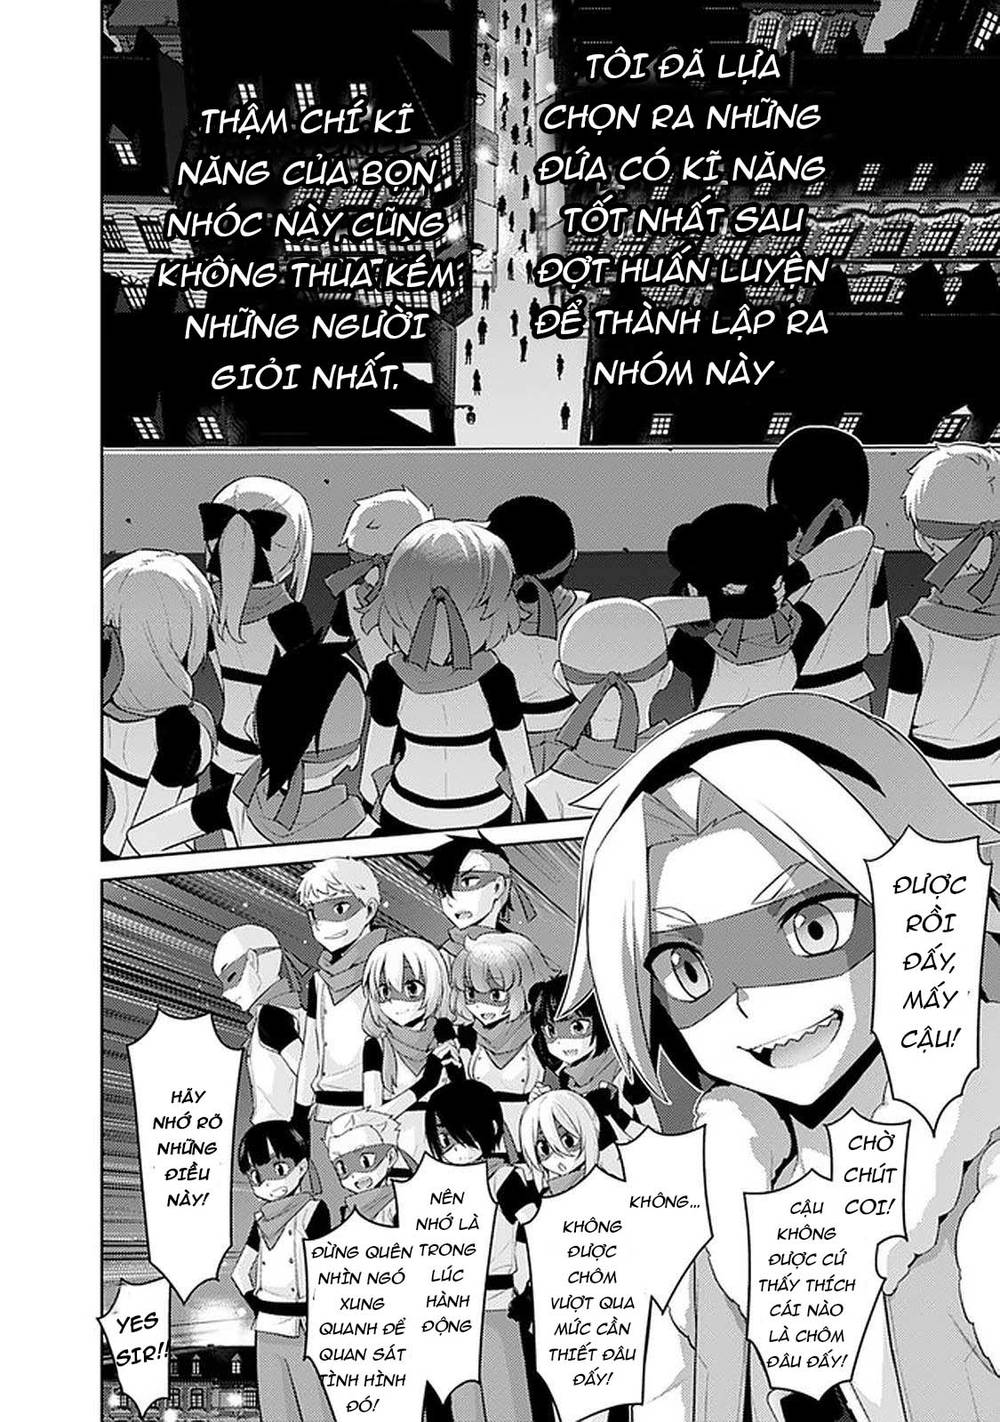 TÔI ĐÃ LỰA
CHỌN RA NHỮNG
ĐỨA CÓ KĨ NĂNG
TỐT NHẤT SAU
ĐỢT HUẤN LUYỆN
ĐỂ THÀNH LẬP RA
NHÓM NÀY
THẬM CHÍ KĨ
NĂNG CỦA BỌN
NHÓC NÀY CŨNG
KHÔNG THUA KÉM
NHỮNG NGƯỜI
GIỎI NHẤT.
ĐƯỢC
RỒI
ĐẤY,
MẤY
CẬU!
CHỜ
CHÚT
COI!
CẬU
KHÔNG
ĐƯỢC CỨ
THẤY THÍCH
CÁI NÀO
LÀ CHÔM
ĐÂU ĐẤY!
KHÔNG...
KHÔNG
ĐƯỢC
CHÔM
VƯỢT QUA
MỨC CẦN
THIẾT ĐÂU
ĐẤY!
NÊN
NHỚ LÀ
TRONG
LÚC
HÀNH
ĐỘNG
ĐỪNG QUÊN
NHÌN NGÓ
XUNG
QUANH ĐỂ
QUAN SÁT
TÌNH HÌNH
ĐÓ!
HÃY
NHỚ RÕ
NHỮNG
ĐIỀU
NÀY!
YES
SIR!!